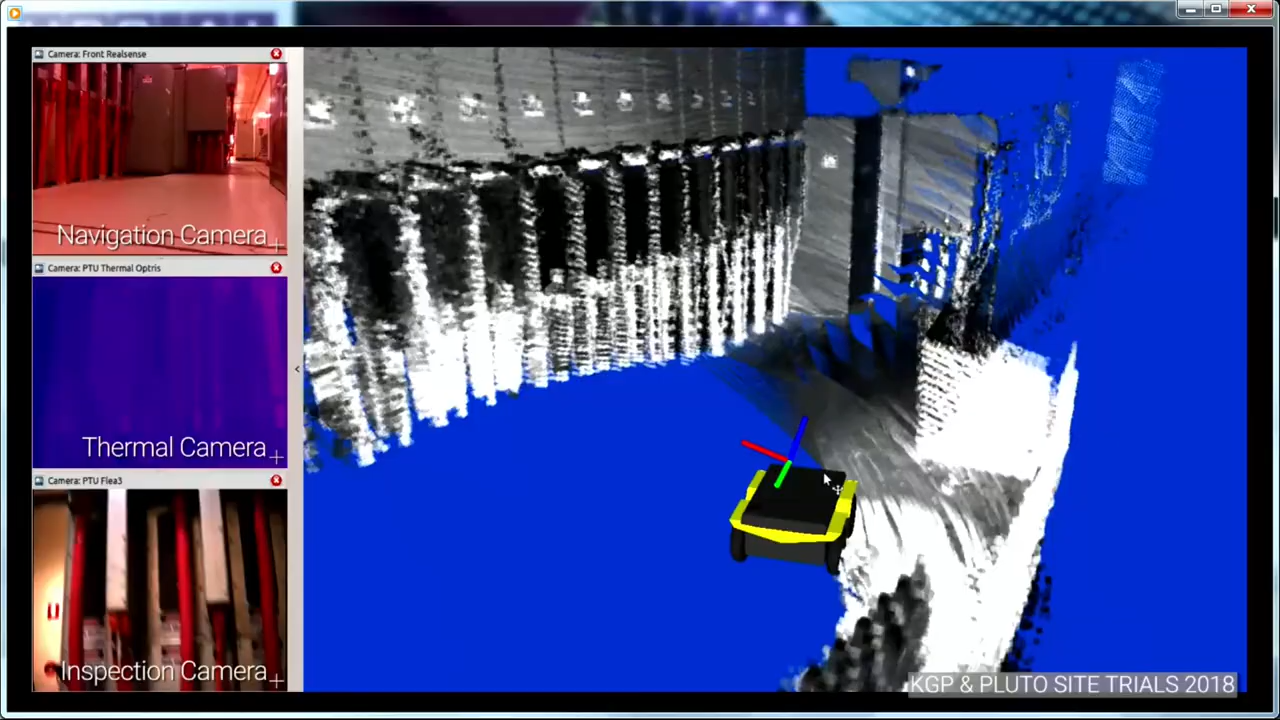 Camera: Front Realsense
Navigation Camera
Camera: PTU Thermal Optris
Thermal Camera
Camera: PTU Flea3
Inspection Camera
KGP & PLUTO SITE TRIALS 2018